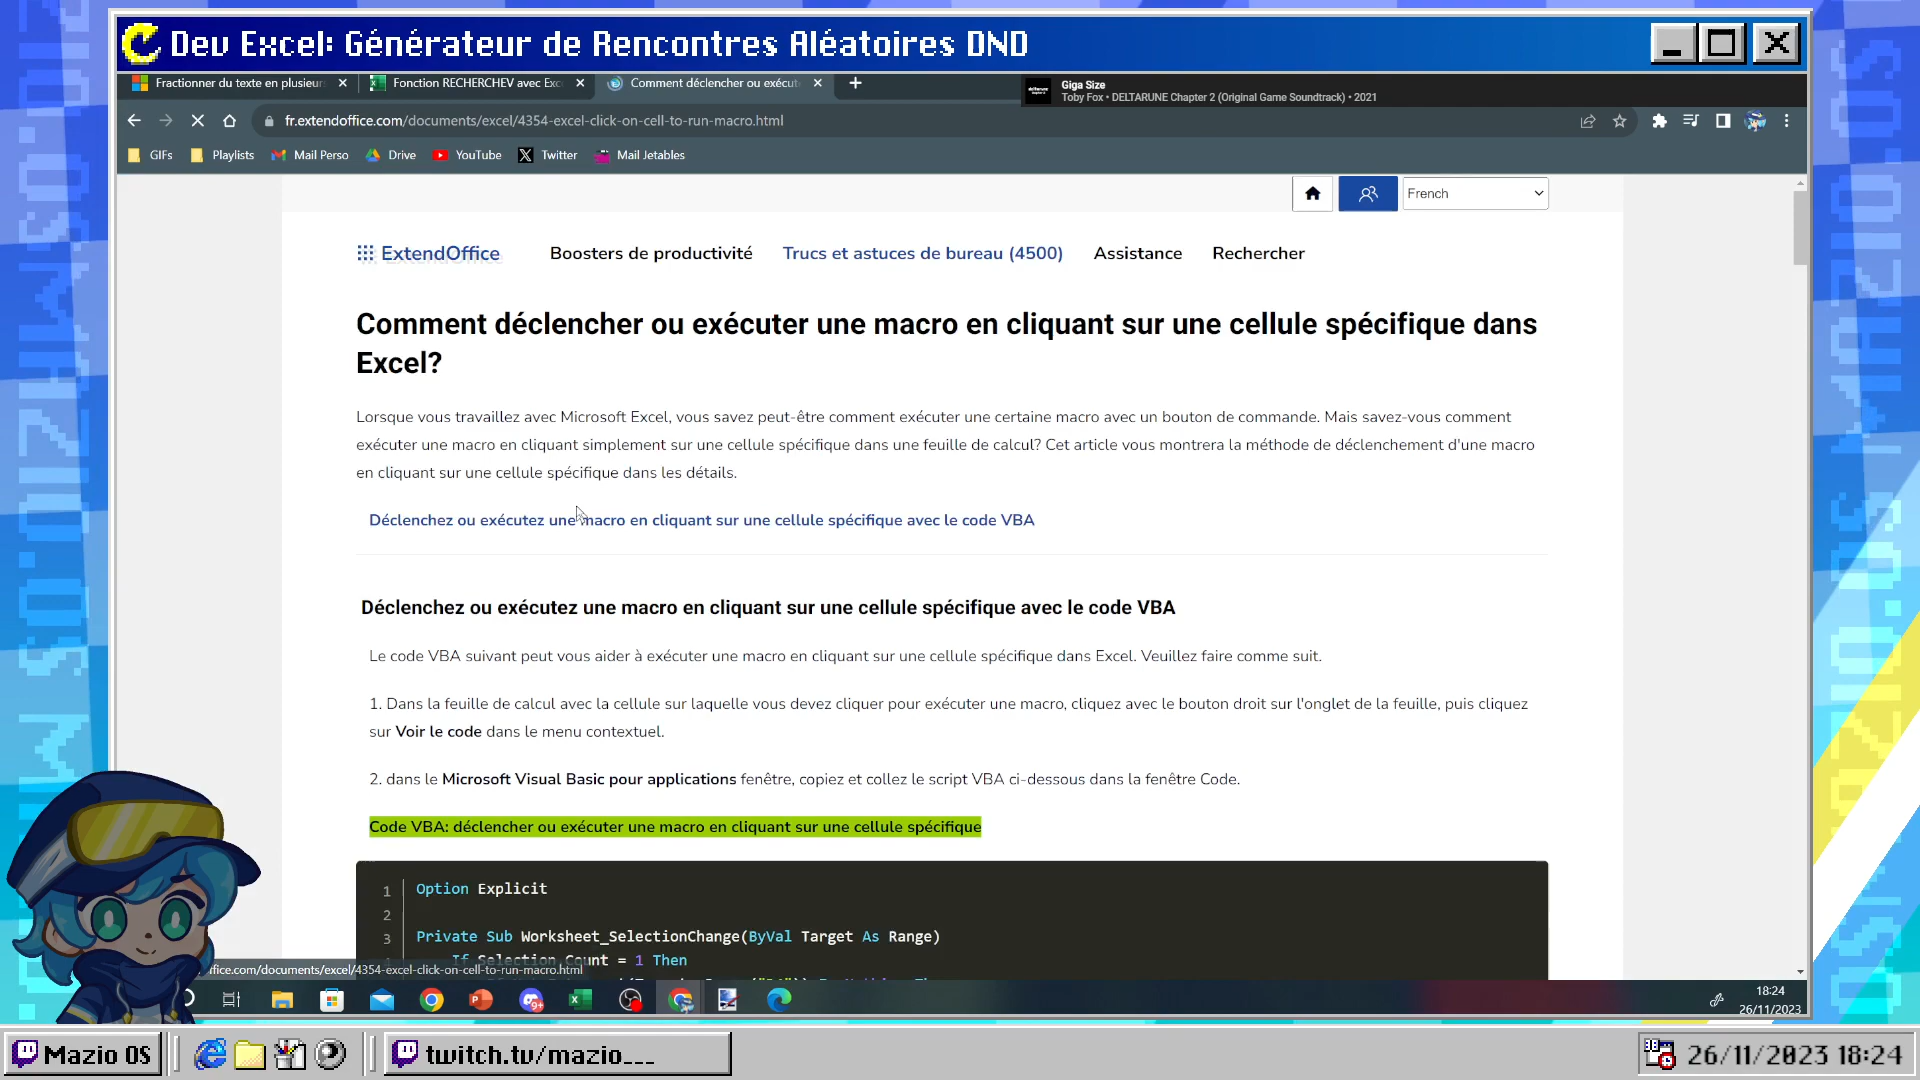 Dev Excel: Générateur de Rencontres Aléatoires DND
Fractionner du texte en plusieurs
Fonction RECHERCHEV avec Exc
Comment déclencher ou exécut
Giga Size
Toby Fox • DELTARUNE Chapter 2 (Original Game Soundtrack) • 2021
fr.extendoffice.com/documents/excel/4354-excel-click-on-cell-to-run-macro.html
GIFs
Playlists
Mail Perso
Drive
YouTube
Twitter
Mail Jetables
French
ExtendOffice
Boosters de productivité
Trucs et astuces de bureau (4500)
Assistance
Rechercher
Comment déclencher ou exécuter une macro en cliquant sur une cellule spécifique dans
Excel?
Lorsque vous travaillez avec Microsoft Excel, vous savez peut-être comment exécuter une certaine macro avec un bouton de commande. Mais savez-vous comment
exécuter une macro en cliquant simplement sur une cellule spécifique dans une feuille de calcul? Cet article vous montrera la méthode de déclenchement d'une macro
en cliquant sur une cellule spécifique dans les détails.
Déclenchez ou exécutez une macro en cliquant sur une cellule spécifique avec le code VBA
Déclenchez ou exécutez une macro en cliquant sur une cellule spécifique avec le code VBA
Le code VBA suivant peut vous aider à exécuter une macro en cliquant sur une cellule spécifique dans Excel. Veuillez faire comme suit.
1. Dans la feuille de calcul avec la cellule sur laquelle vous devez cliquer pour exécuter une macro, cliquez avec le bouton droit sur l'onglet de la feuille, puis cliquez
sur Voir le code dans le menu contextuel.
2. dans le Microsoft Visual Basic pour applications fenêtre, copiez et collez le script VBA ci-dessous dans la fenêtre Code.
Code VBA: déclencher ou exécuter une macro en cliquant sur une cellule spécifique
1 Option Explicit
2
3 Private Sub Worksheet_SelectionChange(ByVal Target As Range)
If Selection.Count = 1 Then
ffice.com/documents/excel/4354-excel-click-on-cell-to-run-macro.html
18:24
26/11/2023
Mazio OS
twitch.tv/mazio___
26/11/2023 18:24